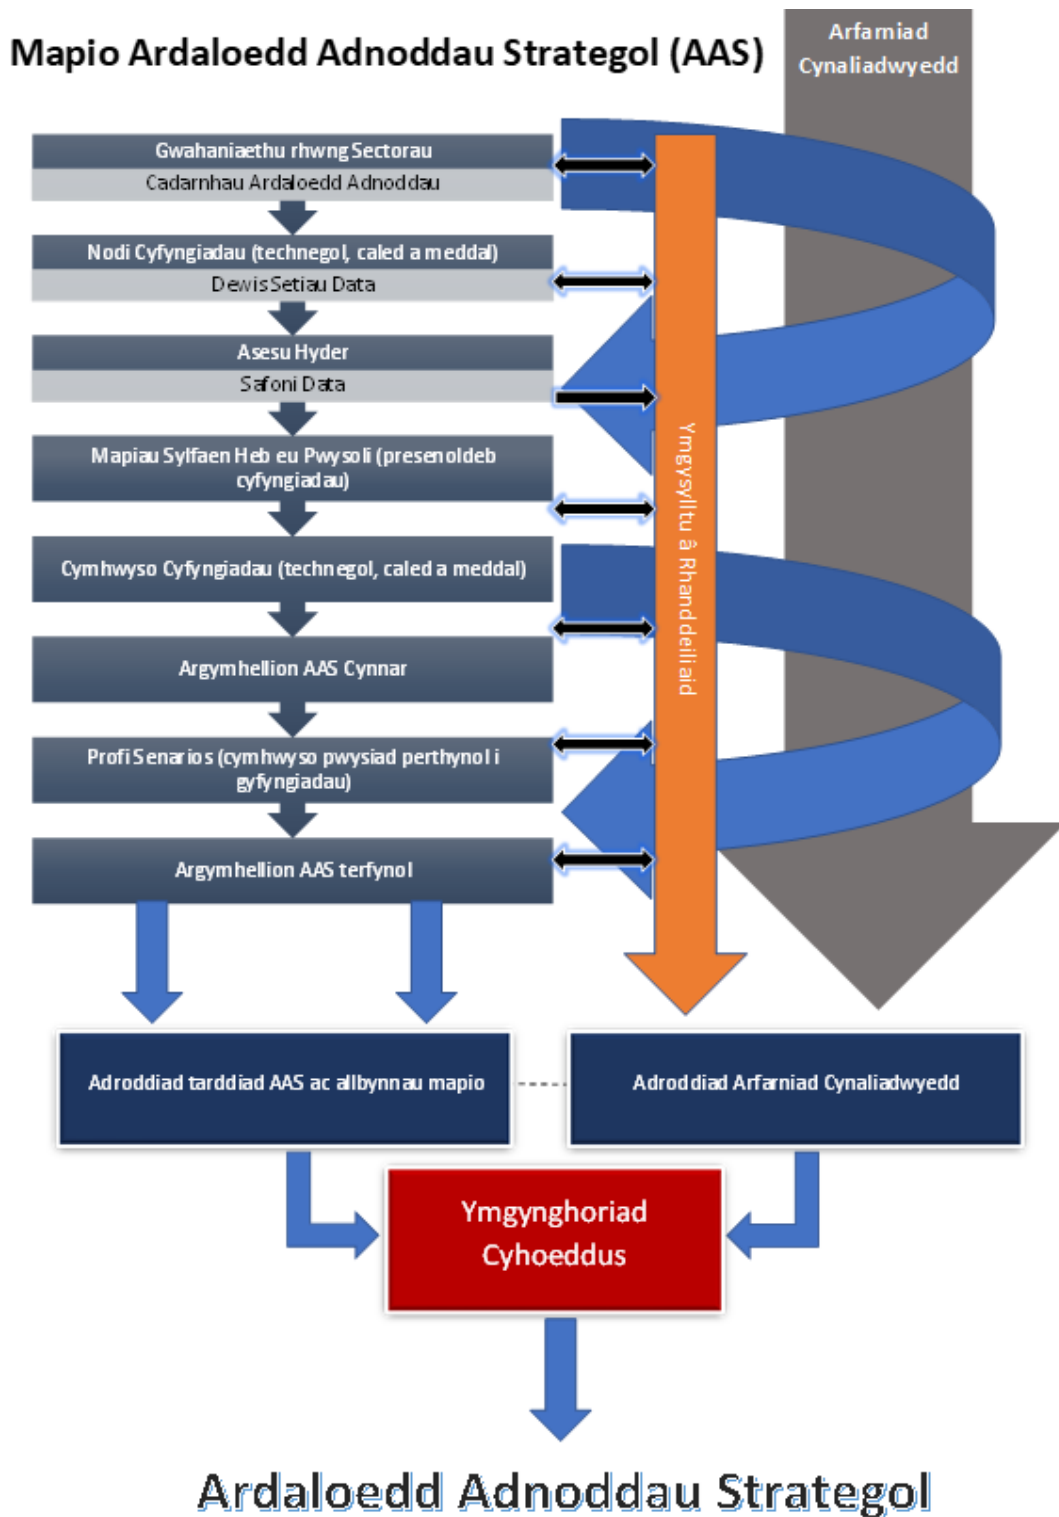 Mapio Ardaloedd Adnoddau Strategol (AAS)
Arfarniad
Cynaliadwyedd
Gwahaniaethu rhwng Sectorau
Cadarnhau Ardaloedd Adnoddau
Nodi Cyfyngiadau (technegol, caled a meddal)
Dewis Setiau Data
Asesu Hyder
Safoni Data
Mapiau Sylfaen Heb eu Pwysoli (presenoldeb
cyfyngiadau)
Cymhwyso Cyfyngiadau (technegol, caled a meddal)
Argymhellion AAS Cynnar
Profi Senarios (cymhwyso pwysiad perthynol i
gyfyngiadau)
Argymhellion AAS terfynol
Ymgysylltu â Rhanddeiliaid
Adroddiad tarddiad AAS ac allbynnau mapio
Adroddiad Arfarniad Cynaliadwyedd
Ymgynghoriad
Cyhoeddus
Ardaloedd Adnoddau Strategol